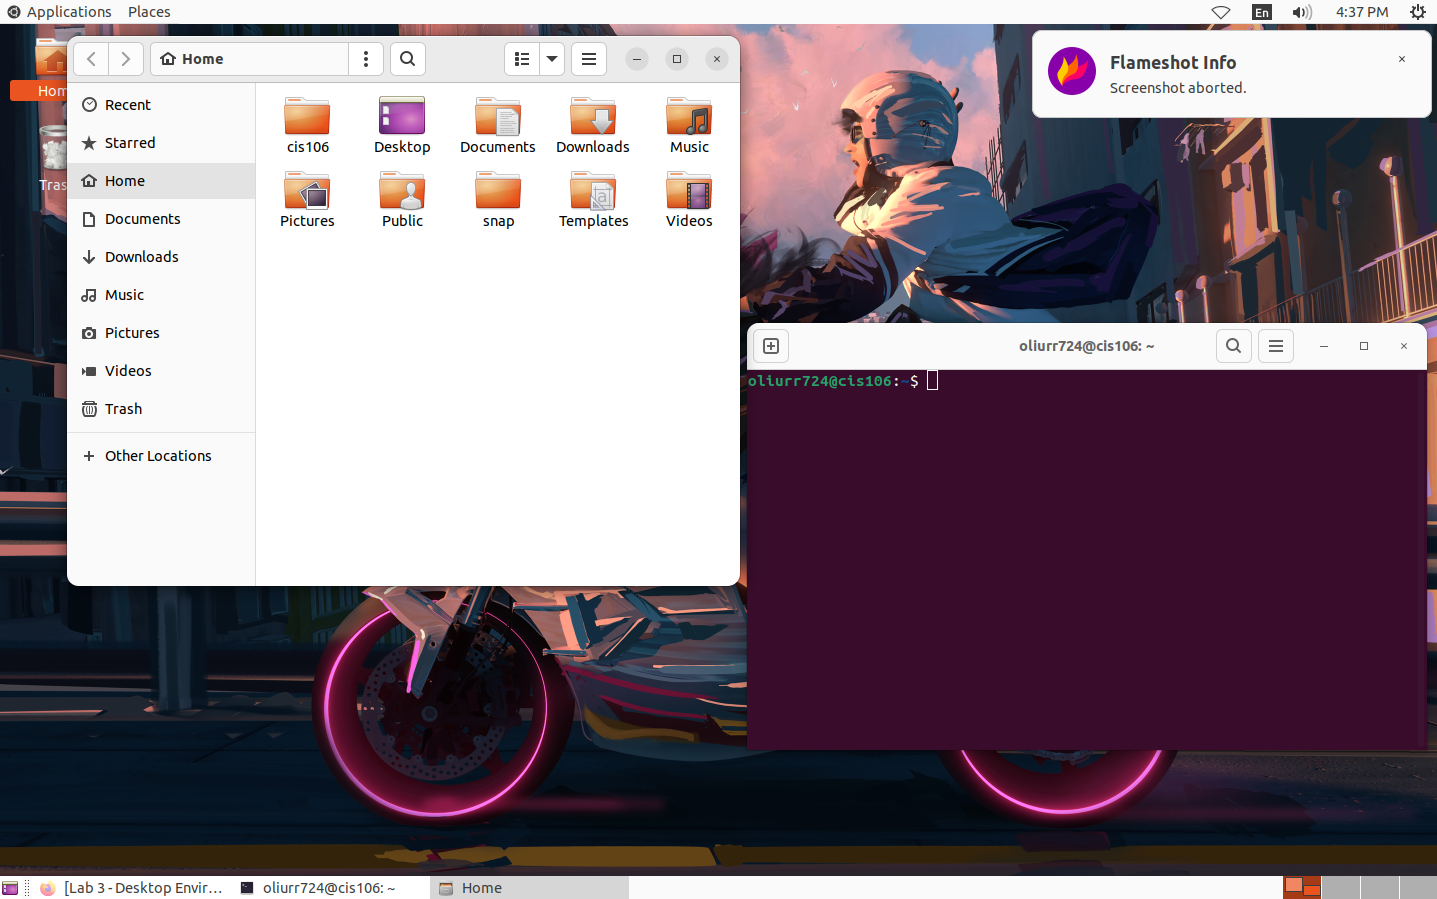 Applications Places
En
4:37 PM
Home
Flameshot Info
Screenshot aborted.
Hom
Tras
Recent
Starred
Home
Documents
Downloads
Music
Pictures
Videos
Trash
Other Locations
cis106
Desktop
Documents
Downloads
Music
Pictures
Public
snap
Templates
Videos
oliurr724@cis106: ~
oliurr724@cis106:~$
[Lab 3 - Desktop Envir...
oliurr724@cis106: ~
Home